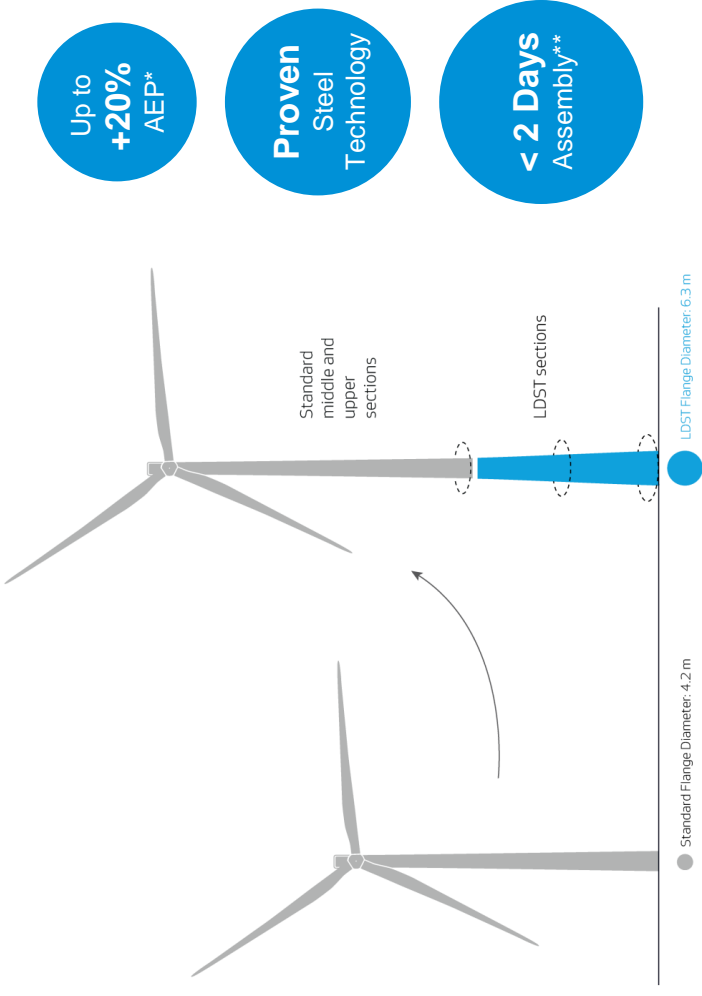 Up to
+20%
AEP*
Proven
Steel
Technology
< 2 Days
Assembly**
Standard
middle and
upper
sections
LDST sections
Standard Flange Diameter: 4.2 m
LDST Flange Diameter: 6.3 m